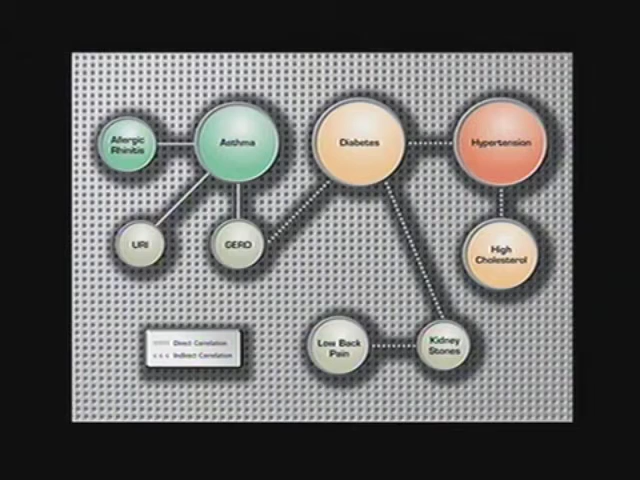 Allergic
Rhinitis
Asthma
Diabetes
Hypertension
URI
GERD
High
Cholesterol
Low Back
Pain
Kidney
Stones
Direct Correlation
Indirect Correlation